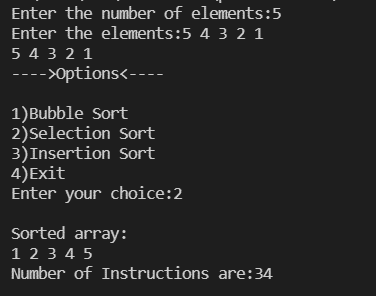 Enter the number of elements:5
Enter the elements:5 4 3 2 1
5 4 3 2 1
---->Options<----
1)Bubble Sort
2)Selection Sort
3)Insertion Sort
4)Exit
Enter your choice:2
Sorted array:
1 2 3 4 5
Number of Instructions are:34